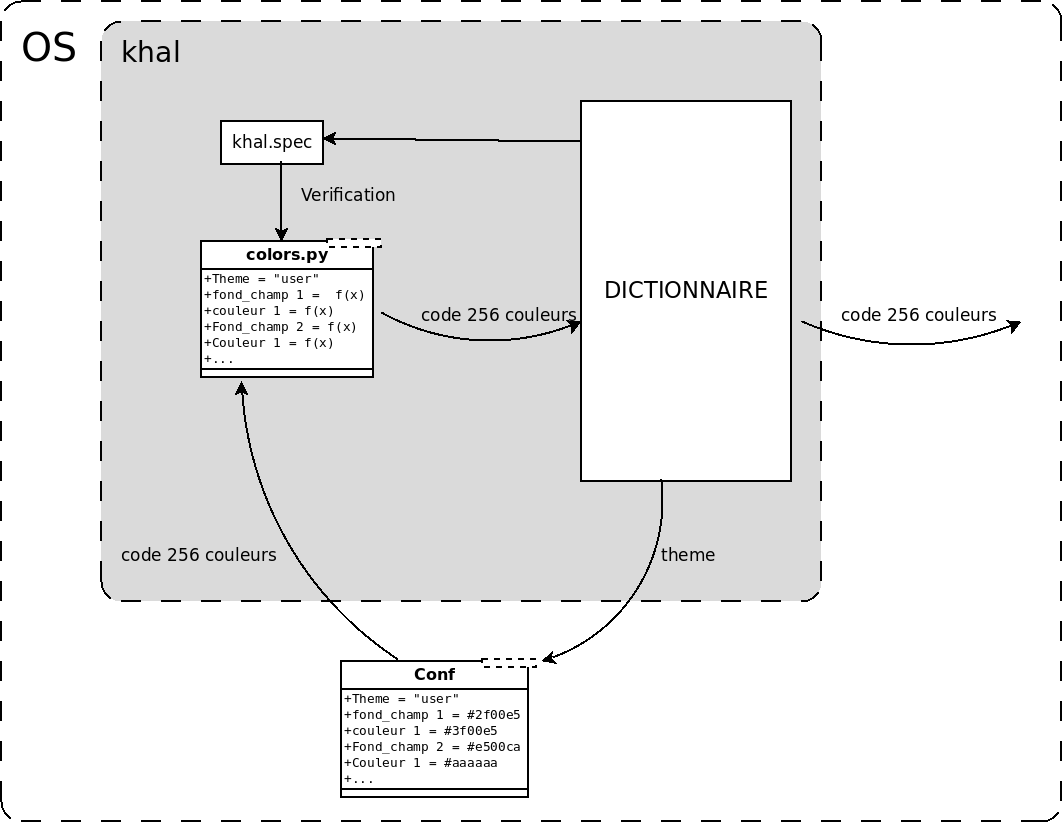 OS
khal
khal.spec
Verification
colors.py
+Theme = "user"
+fond_champ 1 =  f(x)
+couleur 1 = f(x)
+Fond_champ 2 = f(x)
+Couleur 1 = f(x)
+...
code 256 couleurs
DICTIONNAIRE
code 256 couleurs
code 256 couleurs
theme
Conf
+Theme = "user"
+fond_champ 1 = #2f00e5
+couleur 1 = #3f00e5
+Fond_champ 2 = #e500ca
+Couleur 1 = #aaaaaa
+...